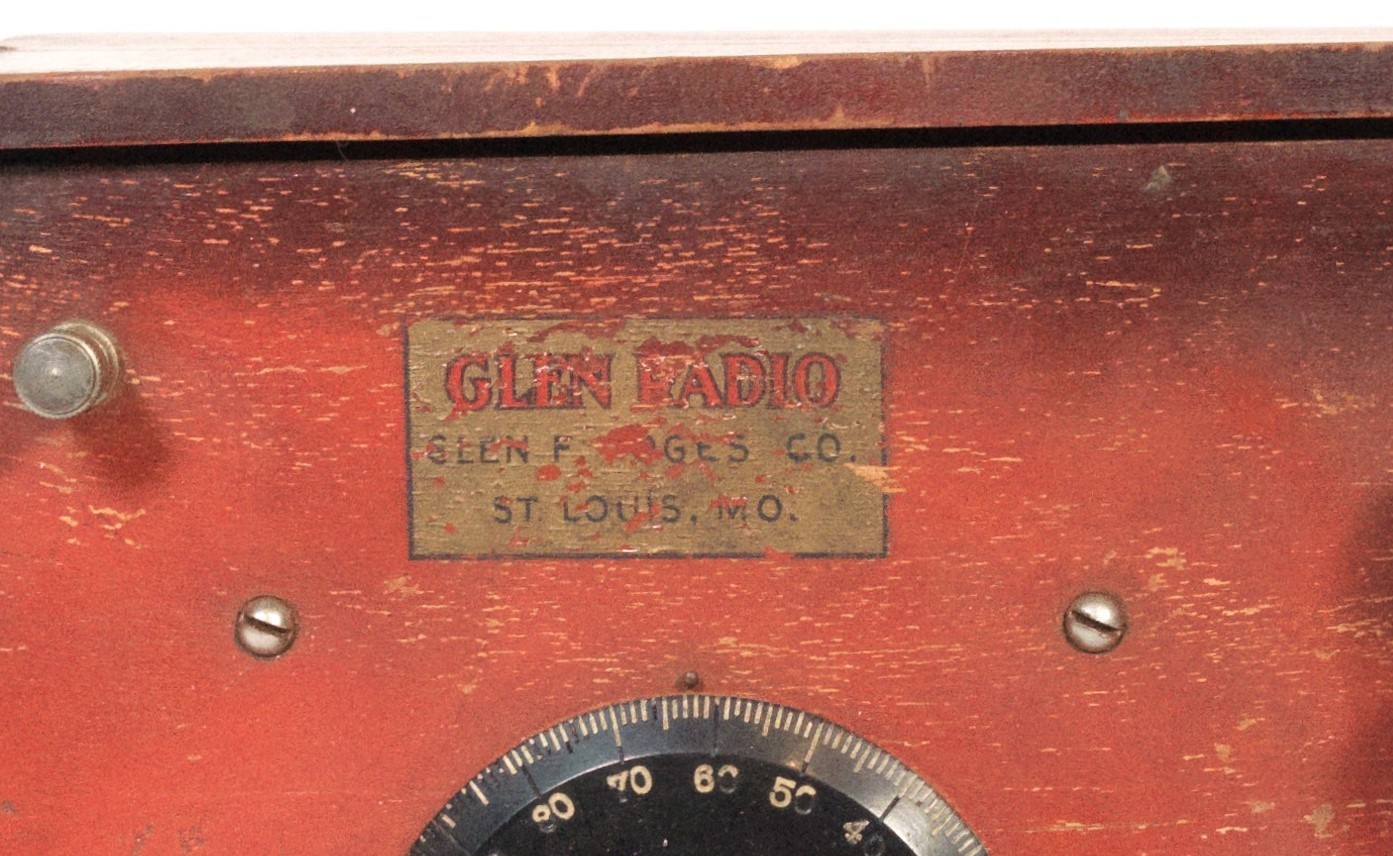 GLEN RADIO
GLEN F. CO.
ST. LOUIS, MO.
80 70 60 50 40